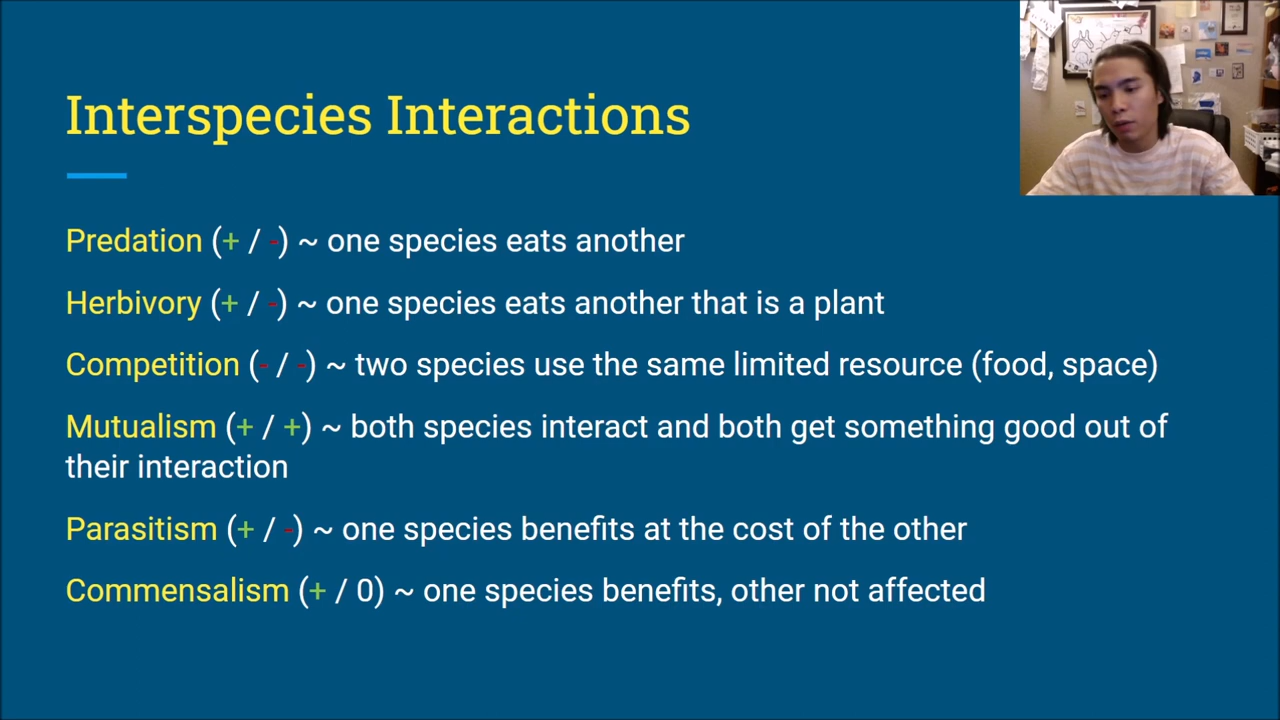 Interspecies Interactions
Predation (+ / -) ~ one species eats another
Herbivory (+ / -) ~ one species eats another that is a plant
Competition (- / -) ~ two species use the same limited resource (food, space)
Mutualism (+ / +) ~ both species interact and both get something good out of
their interaction
Parasitism (+ / -) ~ one species benefits at the cost of the other
Commensalism (+ / 0) ~ one species benefits, other not affected